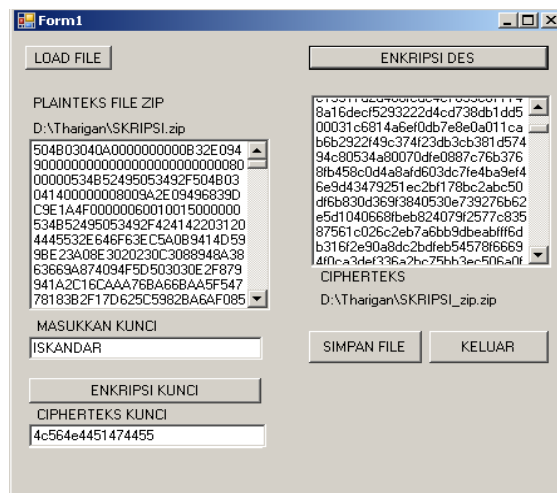 Form1
LOAD FILE
ENKRIPSI DES
PLAINTEKS FILE ZIP
D:\Tharigan\SKRIPSI.zip
504B03040A0000000000B32E094
900000000000000000000000080
00000534B52495053492F504B03
041400000008009A2E09496839D
C9E1A4F00000060010015000000
534B52495053492F424142203120
4445532E646F63EC5A0B9414D59
9BE23A08E3020230C3088948A38
63669A874094F5D503030E2F879
941A2C16CAAA76BA66BAA5F547
78183B2F17D625C5982BA6AF085
8a16decf5293222d4cd738db1dd5
00031c6814a6ef0db7e8e0a011ca
b6b2922f49c374f23db3cb381d574
94c80534a80070dfe0887c76b376
8fb458c0d4a8afd603dc7fe4ba9ef4
6e9d43479251ec2bf178bc2abc50
df6b830d369f3840530e739276b62
e5d1040668fbeb824079f2577c835
87561c026c2eb7a6bb9dbeabfff6d
b316f2e90a8dc2bdfeb54578f6669
CIPHERTEKS
D:\Tharigan\SKRIPSI_zip.zip
MASUKKAN KUNCI
ISKANDAR
SIMPAN FILE
KELUAR
ENKRIPSI KUNCI
CIPHERTEKS KUNCI
4c564e4451474455